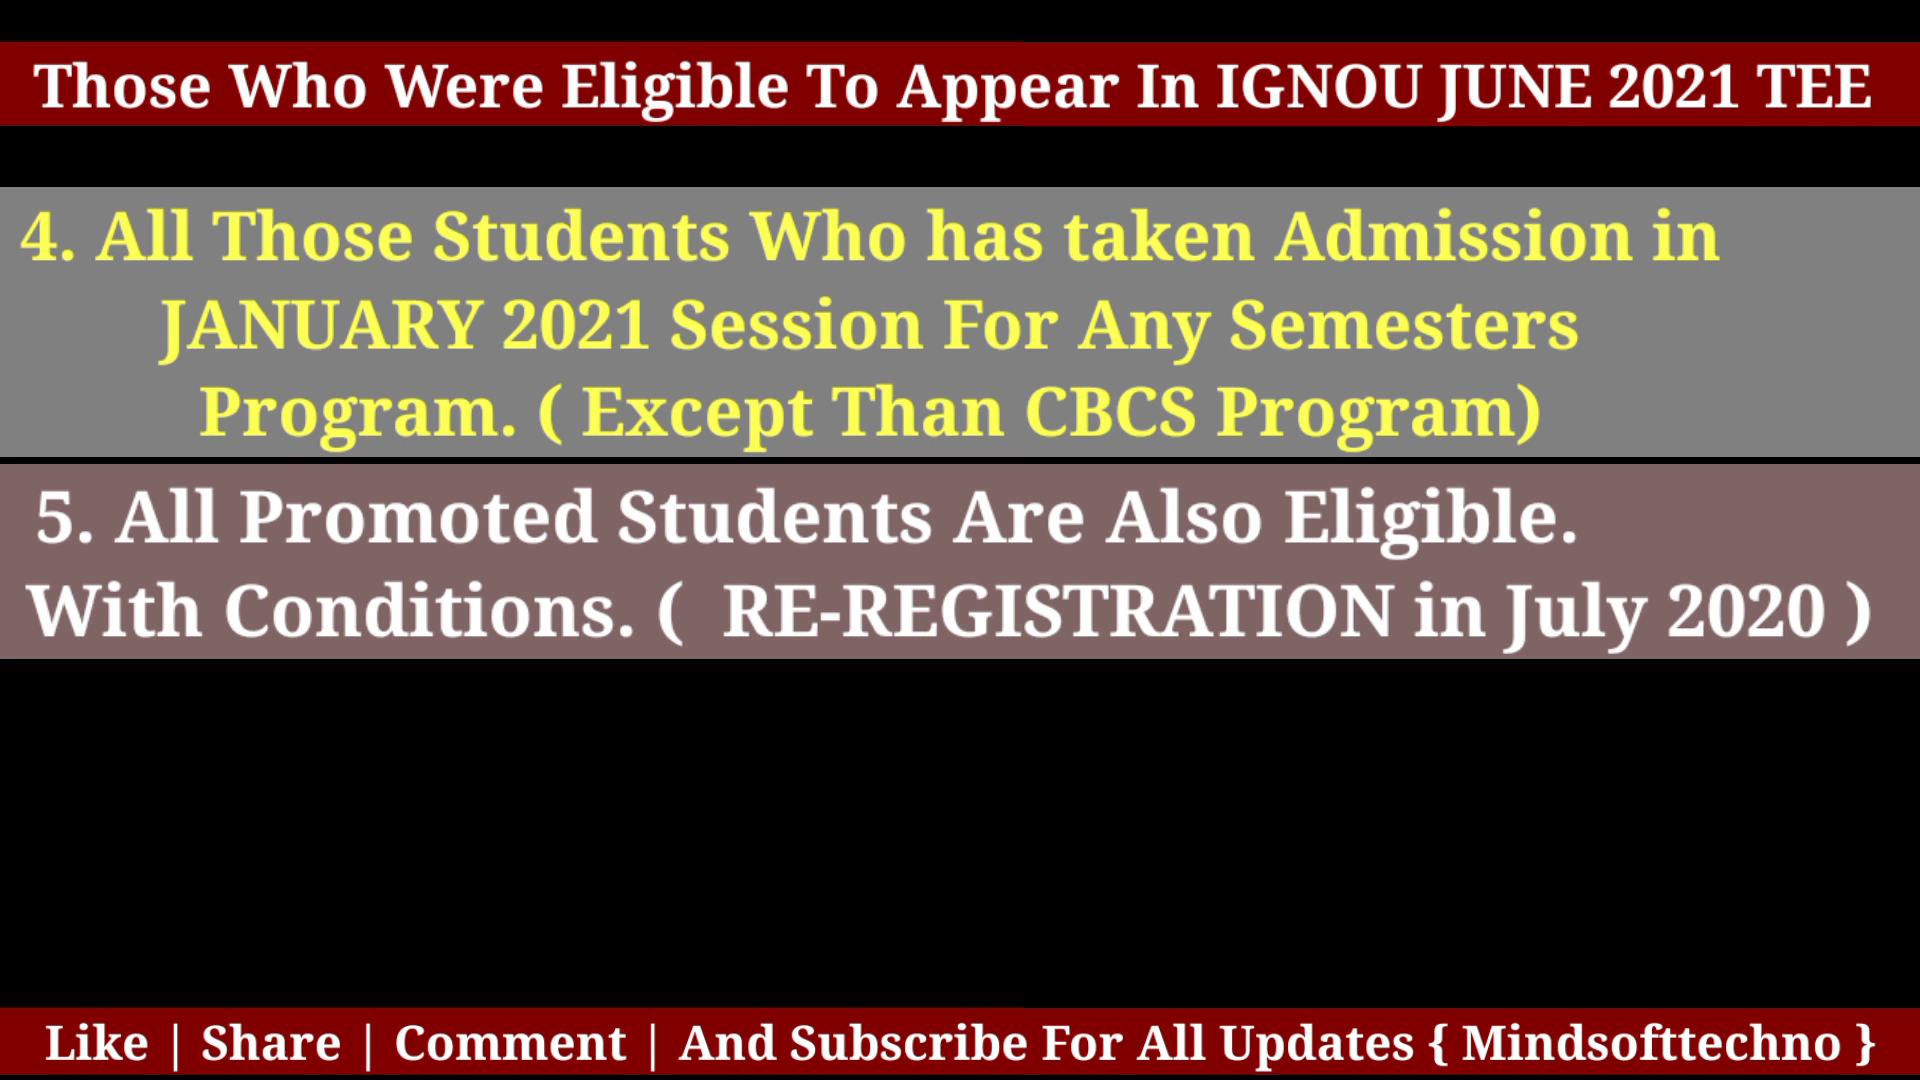 Those Who Were Eligible To Appear In IGNOU JUNE 2021 TEE
4. All Those Students Who has taken Admission in
JANUARY 2021 Session For Any Semesters
Program. ( Except Than CBCS Program)
5. All Promoted Students Are Also Eligible.
With Conditions. ( RE-REGISTRATION in July 2020 )
Like | Share | Comment | And Subscribe For All Updates { Mindsofttechno }